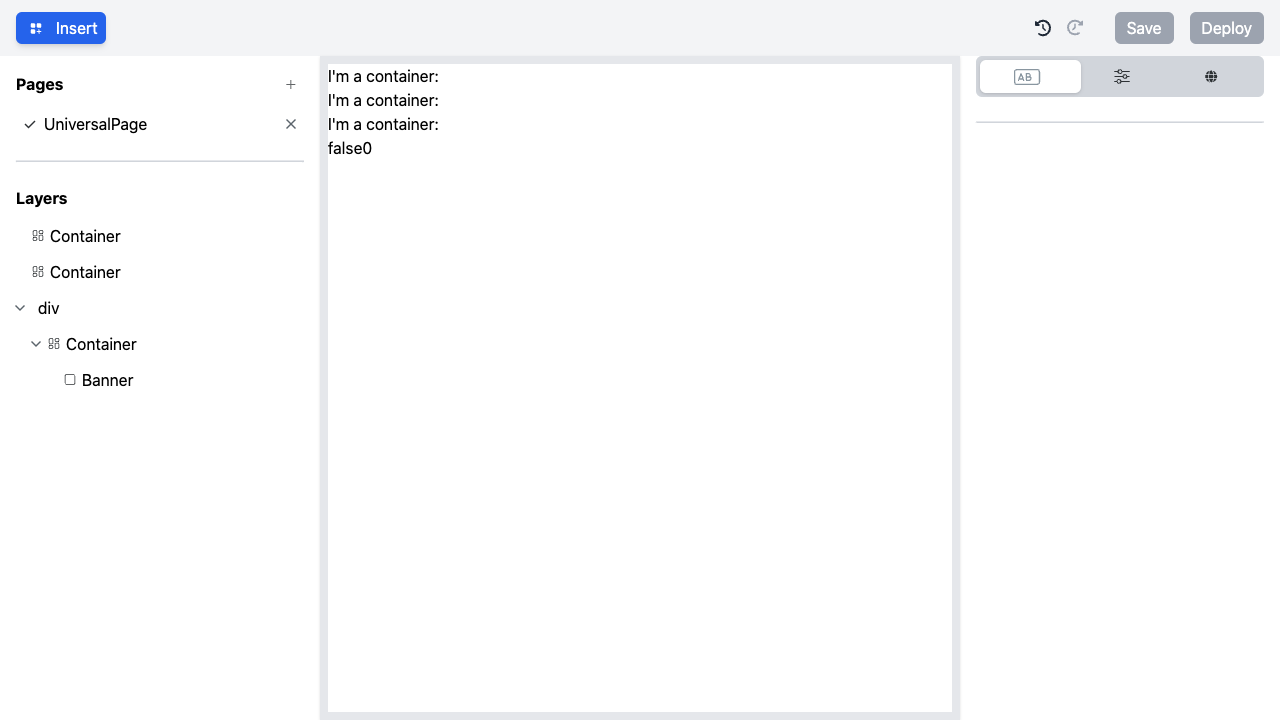 Insert
Save
Deploy
Pages
UniversalPage
Layers
Container
Container
div
Container
Banner
I'm a container:
I'm a container:
I'm a container:
false0
AB